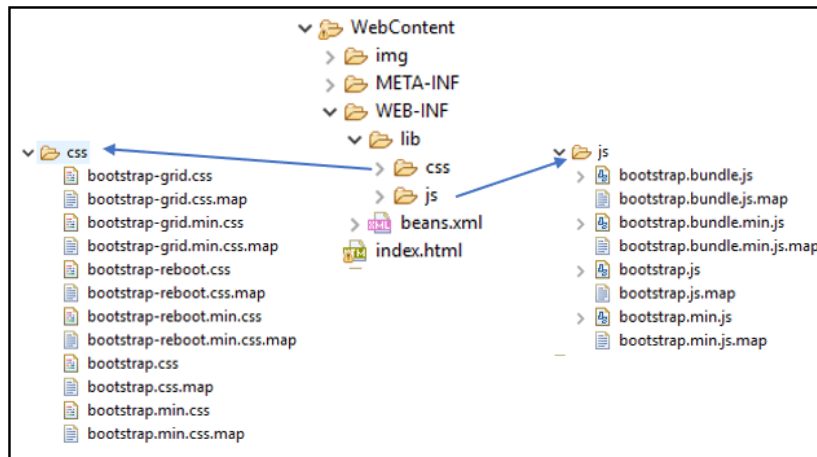 WebContent
img
META-INF
WEB-INF
lib
css
js
beans.xml
index.html
css
bootstrap-grid.css
bootstrap-grid.css.map
bootstrap-grid.min.css
bootstrap-grid.min.css.map
bootstrap-reboot.css
bootstrap-reboot.css.map
bootstrap-reboot.min.css
bootstrap-reboot.min.css.map
bootstrap.css
bootstrap.css.map
bootstrap.min.css
bootstrap.min.css.map
js
bootstrap.bundle.js
bootstrap.bundle.js.map
bootstrap.bundle.min.js
bootstrap.bundle.min.js.map
bootstrap.js
bootstrap.js.map
bootstrap.min.js
bootstrap.min.js.map